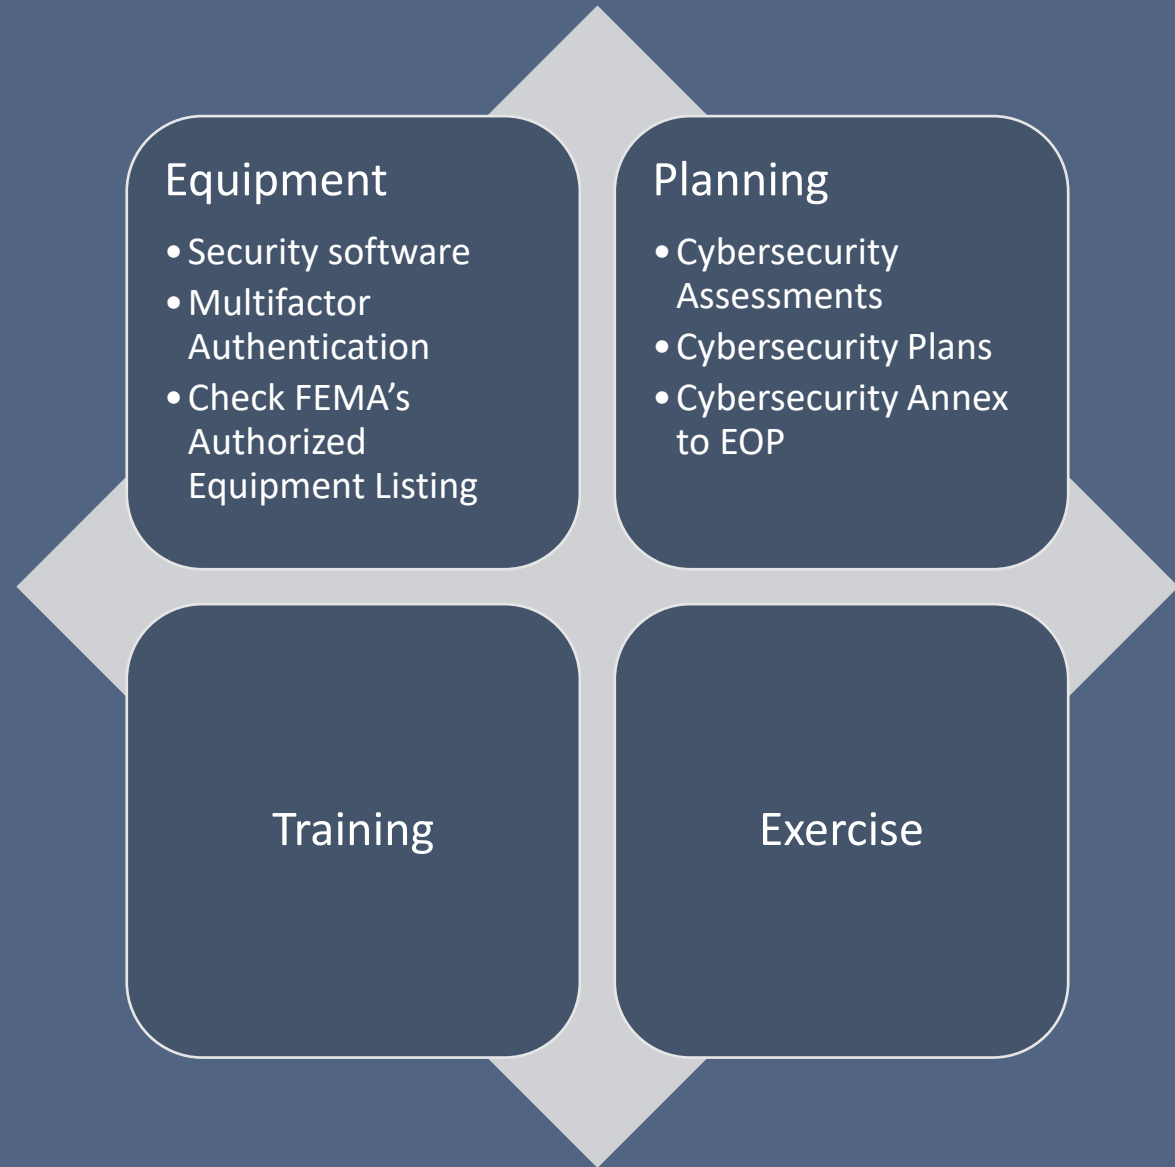 Equipment
•Security software
•Multifactor
Authentication
•Check FEMA’s
Authorized
Equipment Listing
Planning
•Cybersecurity
Assessments
•Cybersecurity Plans
•Cybersecurity Annex
to EOP
Training
Exercise